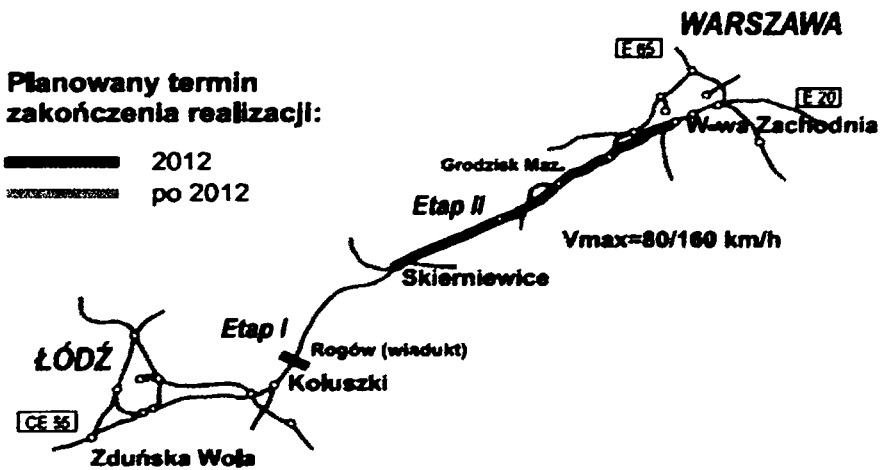 WARSZAWA
E 65
Planowany termin
zakończenia realizacji:
E 20
W-wa Zachodnia
2012
Grodzisk Maz.
po 2012
Etap II
Vmax=80/160 km/h
Skierniewice
Etap I
Rogów (wiadukt)
ŁÓDŹ
Koluszki
CE 65
Zduńska Wola